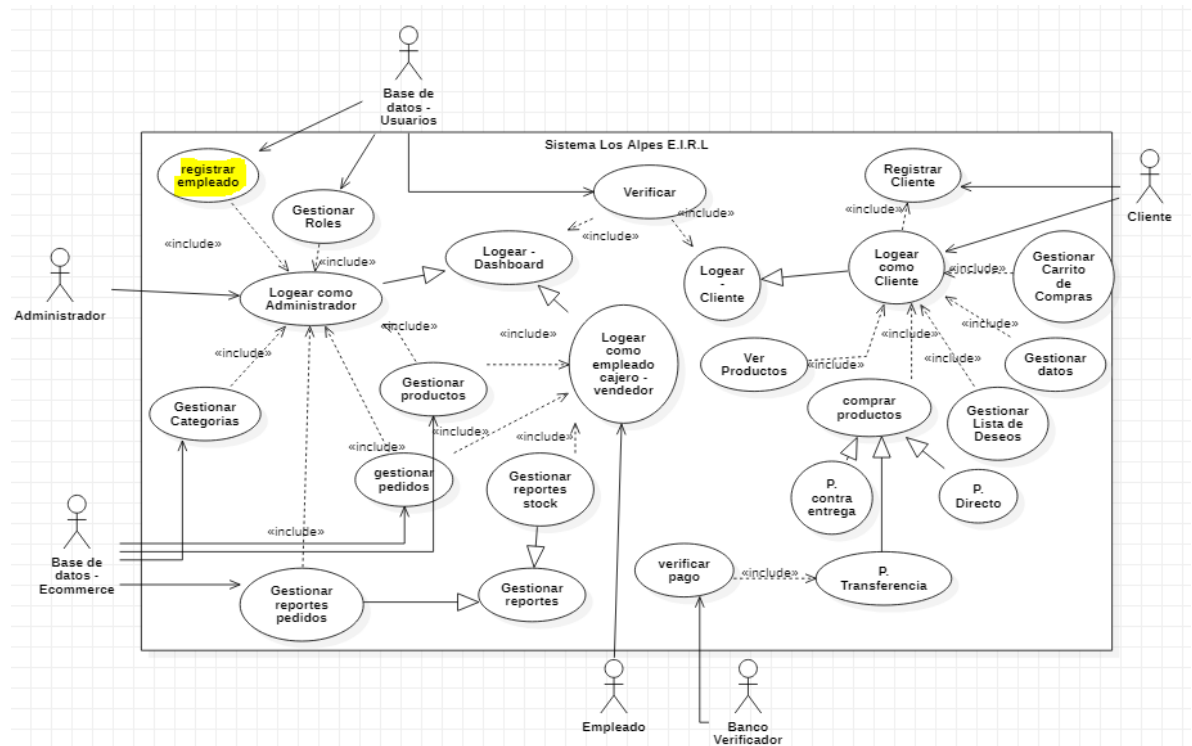 Base de
datos -
Usuarios
Sistema Los Alpes E.I.R.L
registrar
empleado
Verificar
Registrar
Cliente
Gestionar
Roles
«include»
«include»
Cliente
«include»
«include»
Logear -
Dashboard
Logear
como
Cliente
Gestionar
Carrito
de
Compras
«include»
«include»
Logear
-
Cliente
Logear como
Administrador
Administrador
«include»
«include»
«include»
«include»
Logear
como
empleado
cajero -
vendedor
Ver
Productos
«include»
«include»
«include»
Gestionar
datos
Gestionar
productos
Gestionar
Categorias
comprar
productos
Gestionar
Lista de
Deseos
«include»
«include»
gestionar
pedidos
Gestionar
reportes
stock
P.
contra
entrega
P.
Directo
«include»
Base de
datos -
Ecommerce
Gestionar
reportes
pedidos
Gestionar
reportes
verificar
pago
«include»
P.
Transferencia
Empleado
Banco
Verificador